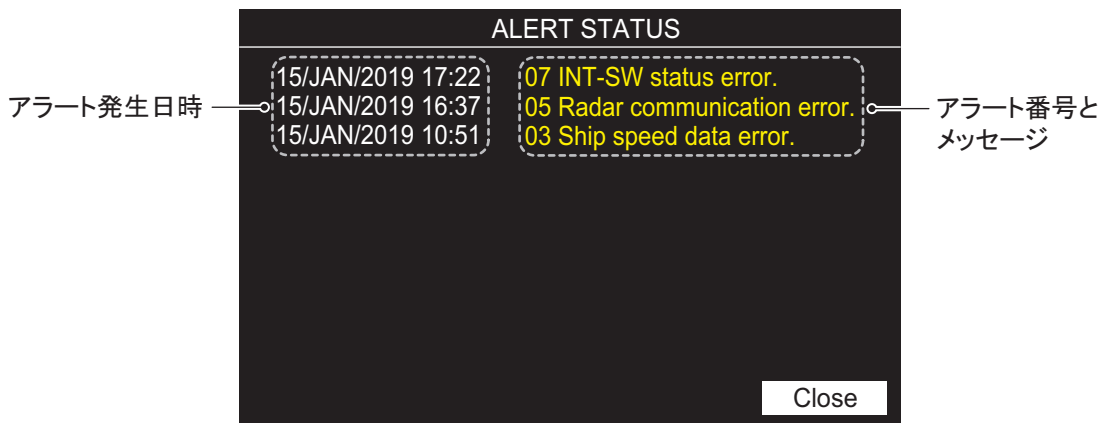 ALERT STATUS
アラート発生日時
15/JAN/2019 17:22 07 INT-SW status error.
15/JAN/2019 16:37 05 Radar communication error.
15/JAN/2019 10:51 03 Ship speed data error.
アラート番号と
メッセージ
Close